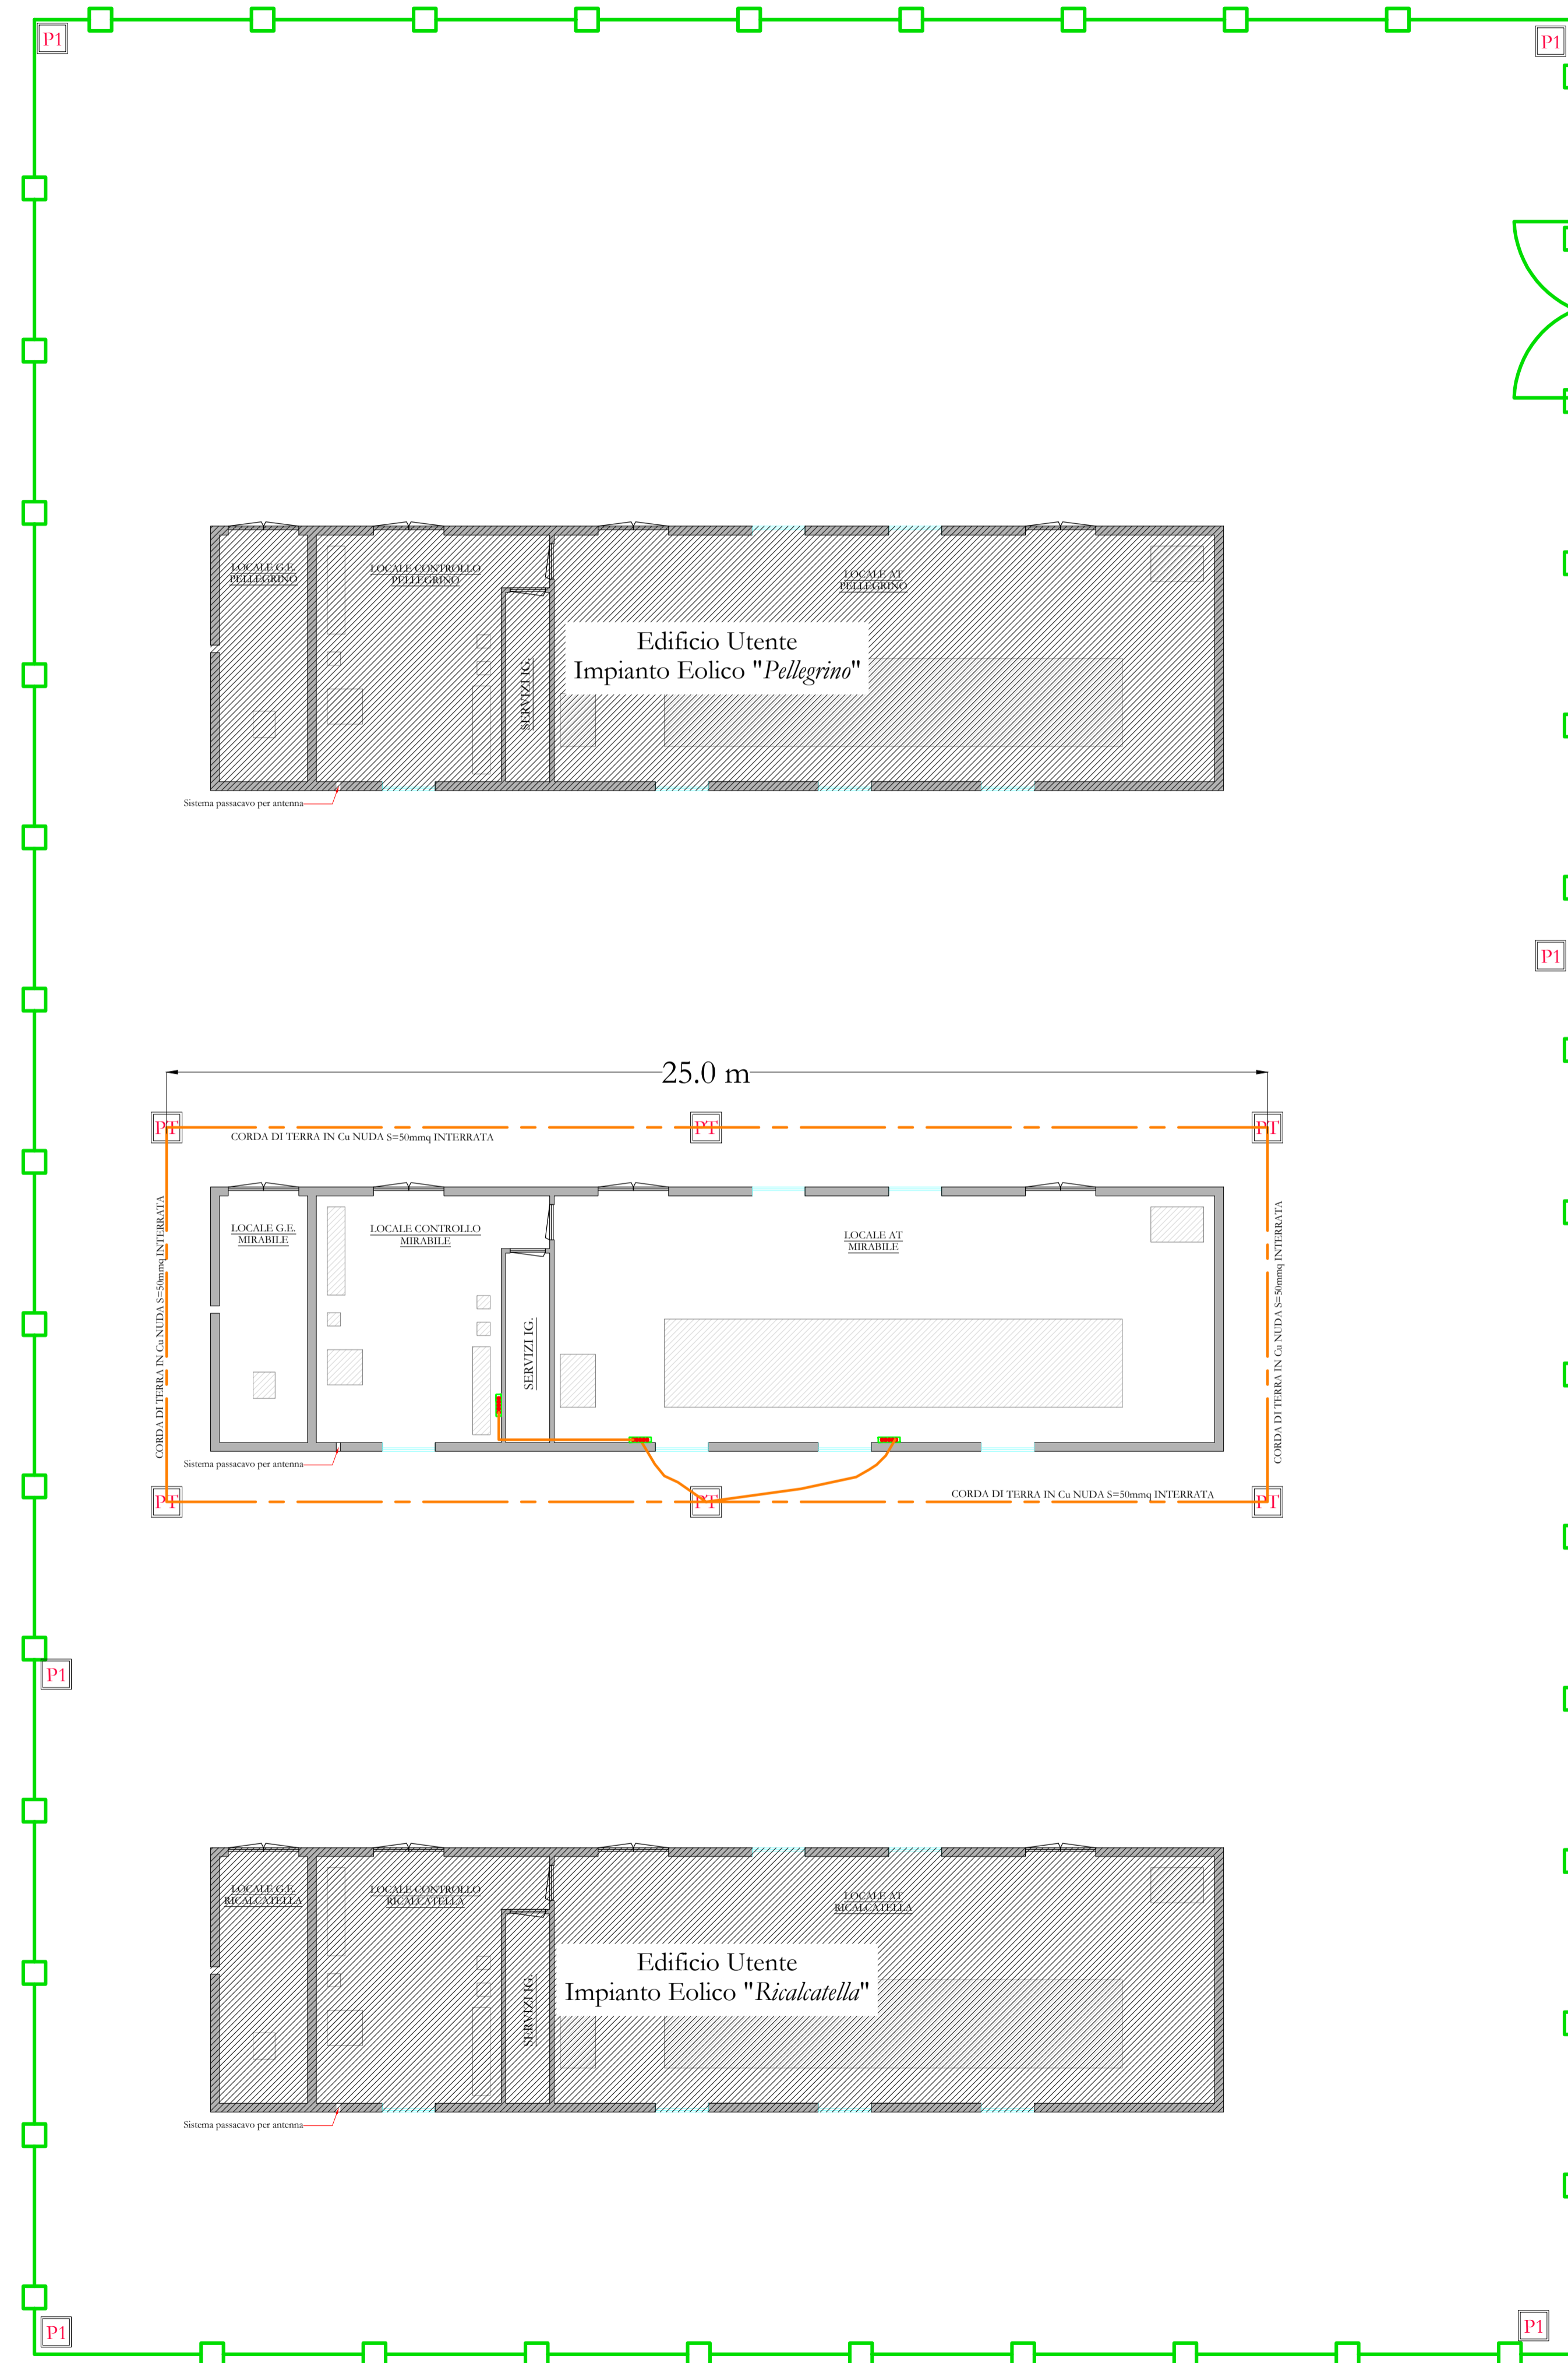 P1
P1
LOCALE G.E.
PELLEGRINO
LOCALE CONTROLLO
PELLEGRINO
LOCALE AT
PELLEGRINO
SERVIZI IG.
Edificio Utente
Impianto Eolico "Pellegrino"
Sistema passacavo per antenna
P1
25.0 m
PT
PT
PT
CORDA DI TERRA IN Cu NUDA S=50mmq INTERRATA
CORDA DI TERRA IN Cu NUDA S=50mmq INTERRATA
LOCALE G.E.
MIRABILE
LOCALE CONTROLLO
MIRABILE
LOCALE AT
MIRABILE
SERVIZI IG.
CORDA DI TERRA IN Cu NUDA S=50mmq INTERRATA
Sistema passacavo per antenna
CORDA DI TERRA IN Cu NUDA S=50mmq INTERRATA
PT
PT
PT
P1
LOCALE G.E.
RICALCATELLA
LOCALE CONTROLLO
RICALCATELLA
LOCALE AT
RICALCATELLA
SERVIZI IG.
Edificio Utente
Impianto Eolico "Ricalcatella"
Sistema passacavo per antenna
P1
P1